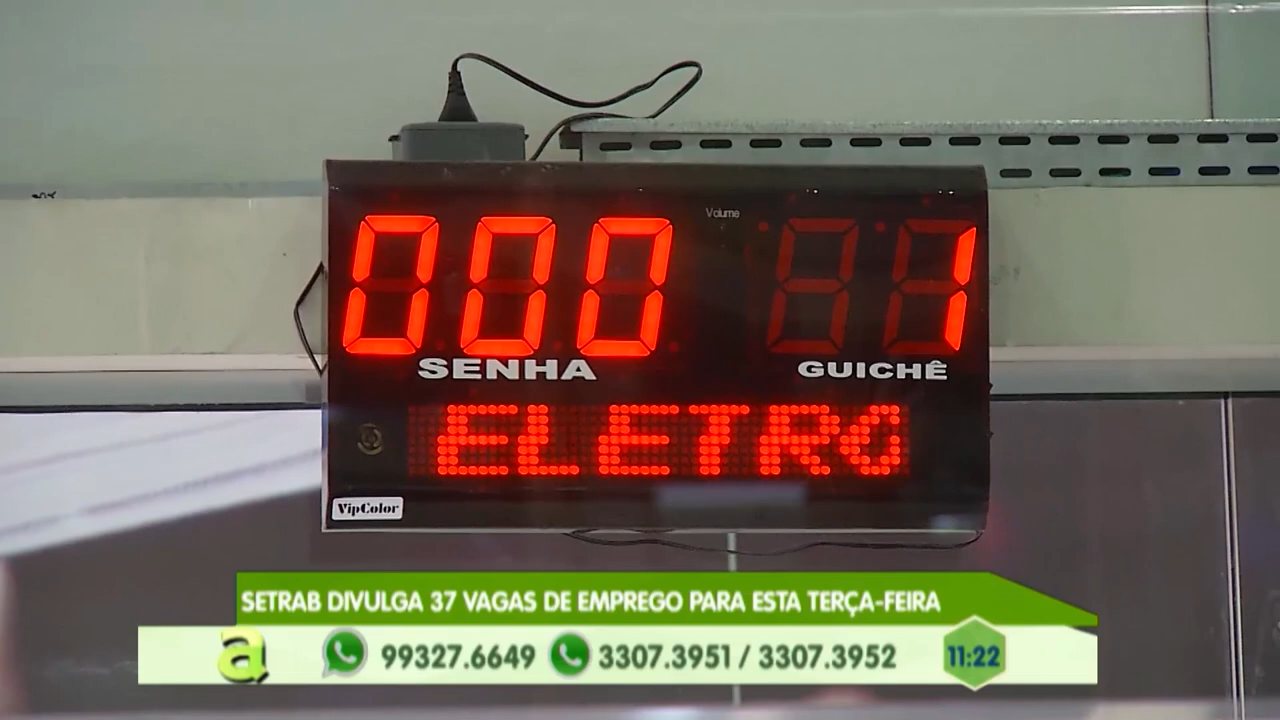 Volume
000 1
SENHA GUICHÊ
ELETRO
VipColor
SETRAB DIVULGA 37 VAGAS DE EMPREGO PARA ESTA TERÇA-FEIRA
a 99327.6649 3307.3951 / 3307.3952 11:22